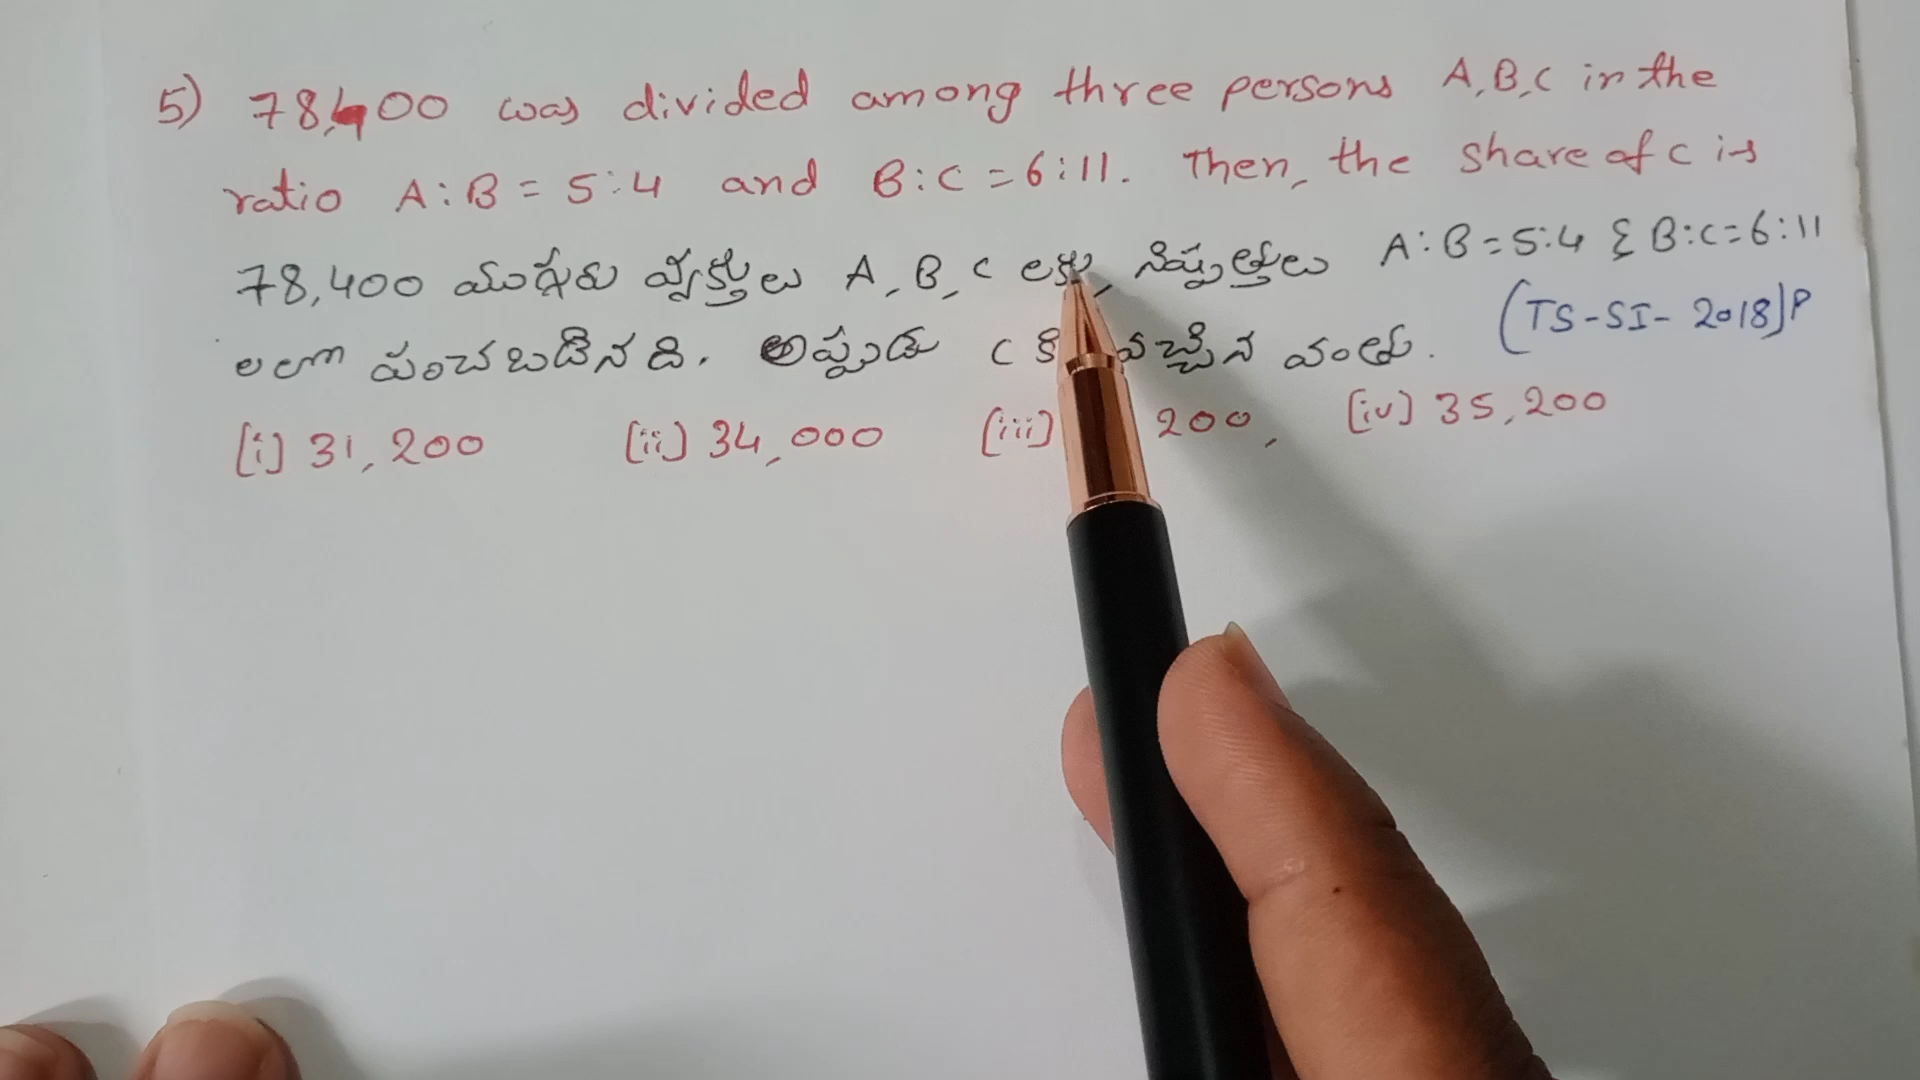 5) 78,400 was divided among three persons A, B, C in the
ratio A:B = 5:4 and B:C = 6:11. Then, the share of C is
78,400 ముగ్గురు వ్యక్తులు A, B, C లకు, నిష్పత్తులు A:B = 5:4 & B:C = 6:11
లలో పంచబడినది. అప్పుడు C కి వచ్చిన వంతు. (TS-SI-2018)P
(i) 31,200 (ii) 34,000 (iii) 200, (iv) 35,200